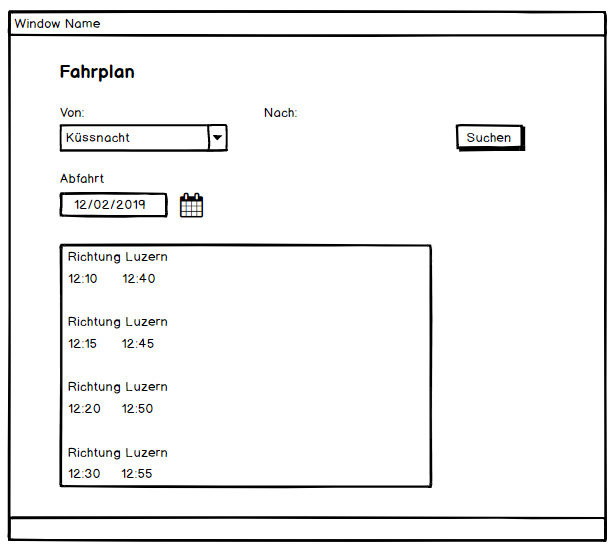 Window Name
Fahrplan
Von: Nach:
Küssnacht Suchen
Abfahrt
12/02/2019
Richtung Luzern
12:10 12:40
Richtung Luzern
12:15 12:45
Richtung Luzern
12:20 12:50
Richtung Luzern
12:30 12:55